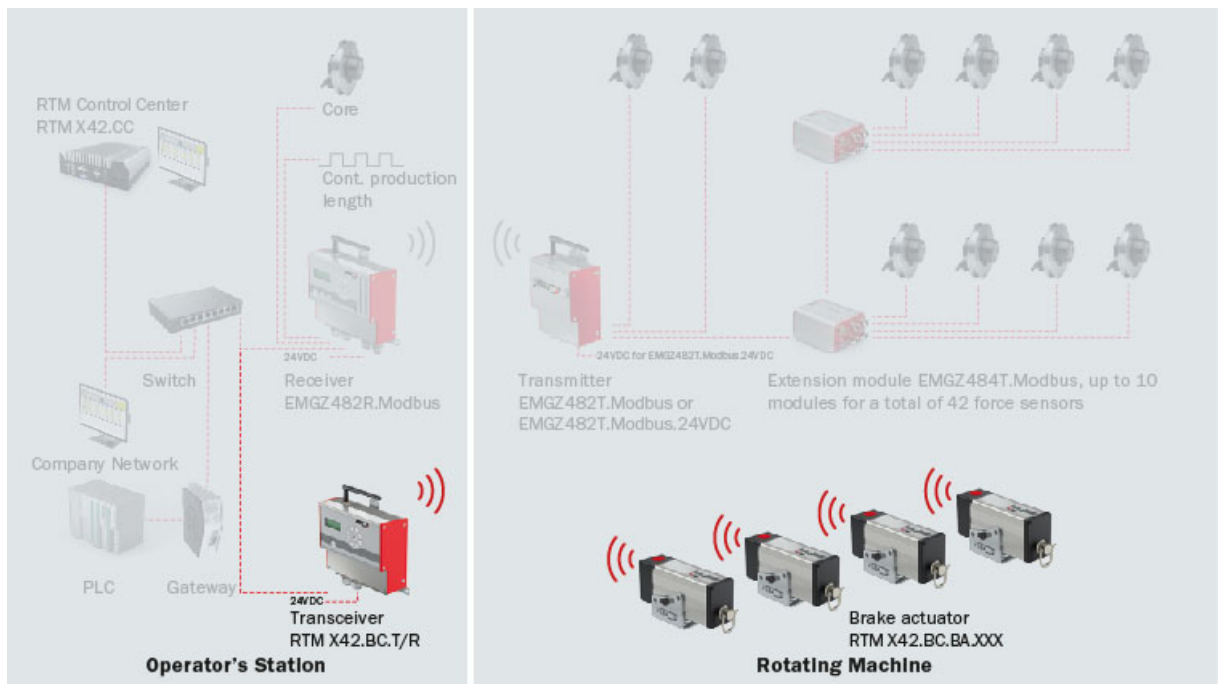 RTM Control Center
RTM X42.CC
Core
Cont. production
length
24VDC
Switch
Receiver
EMGZ482R.Modbus
Company Network
PLC
Gateway
24VDC
Transceiver
RTM X42.BC.T/R
Operator's Station
24VDC for EMGZ482T.Modbus.24VDC
Transmitter
EMGZ482T.Modbus or
EMGZ482T.Modbus.24VDC
Extension module EMGZ484T.Modbus, up to 10
modules for a total of 42 force sensors
Brake actuator
RTM X42.BC.BA.XXX
Rotating Machine